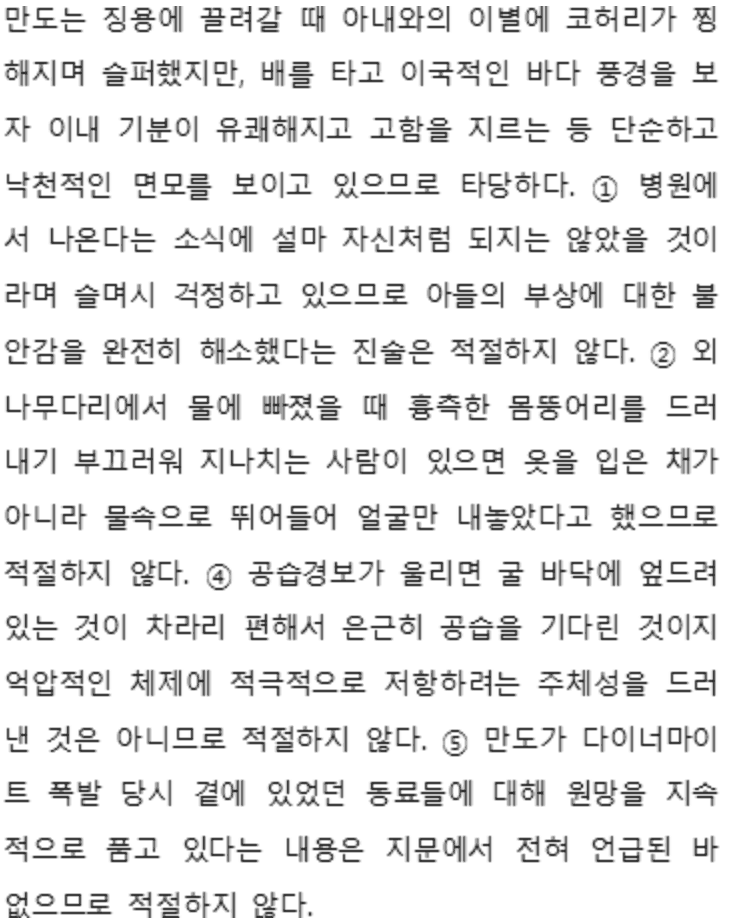 만도는 징용에 끌려갈 때 아내와의 이별에 코허리가 찡
해지며 슬퍼했지만, 배를 타고 이국적인 바다 풍경을 보
자 이내 기분이 유쾌해지고 고함을 지르는 등 단순하고
낙천적인 면모를 보이고 있으므로 타당하다. ① 병원에
서 나온다는 소식에 설마 자신처럼 되지는 않았을 것이
라며 슬며시 걱정하고 있으므로 아들의 부상에 대한 불
안감을 완전히 해소했다는 진술은 적절하지 않다. ② 외
나무다리에서 물에 빠졌을 때 흉측한 몸뚱어리를 드러
내기 부끄러워 지나치는 사람이 있으면 옷을 입은 채가
아니라 물속으로 뛰어들어 얼굴만 내놓았다고 했으므로
적절하지 않다. ④ 공습경보가 울리면 굴 바닥에 엎드려
있는 것이 차라리 편해서 은근히 공습을 기다린 것이지
억압적인 체제에 적극적으로 저항하려는 주체성을 드러
낸 것은 아니므로 적절하지 않다. ⑤ 만도가 다이너마이
트 폭발 당시 곁에 있었던 동료들에 대해 원망을 지속
적으로 품고 있다는 내용은 지문에서 전혀 언급된 바
없으므로 적절하지 않다.